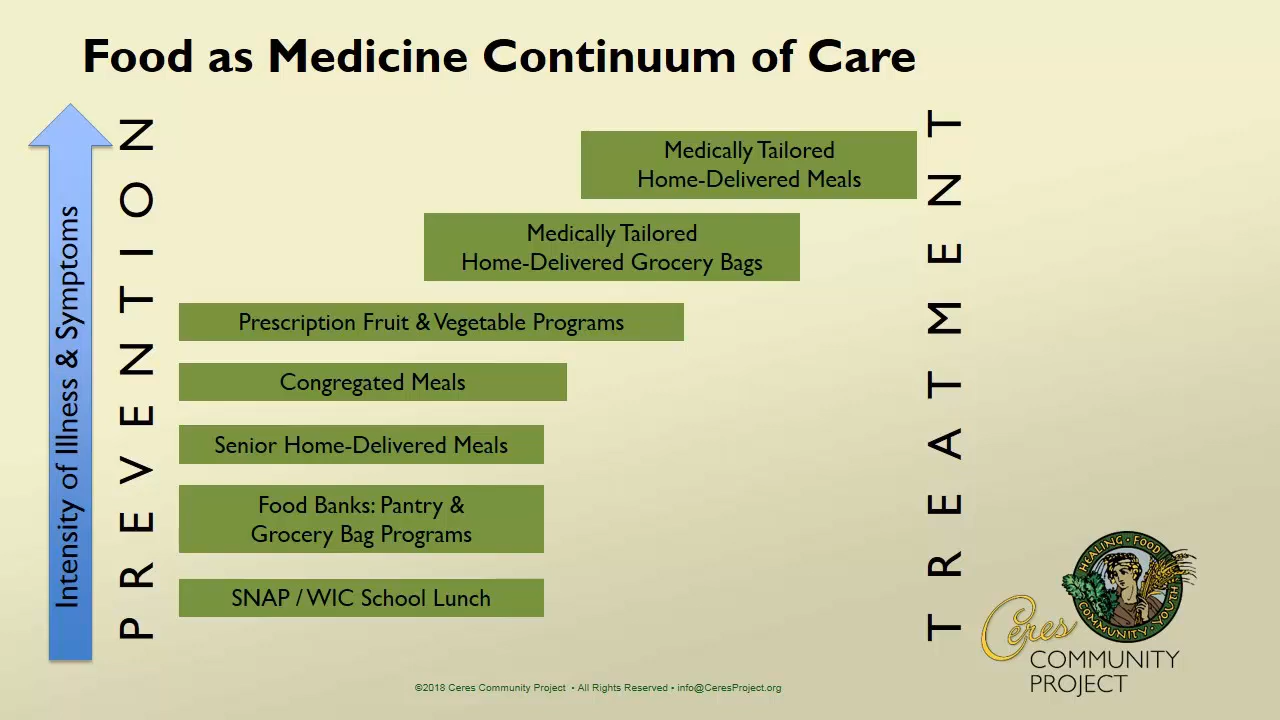 Food as Medicine Continuum of Care
Intensity of Illness & Symptoms
PREVENTION
Medically Tailored
Home-Delivered Meals
Medically Tailored
Home-Delivered Grocery Bags
Prescription Fruit & Vegetable Programs
Congregated Meals
Senior Home-Delivered Meals
Food Banks: Pantry &
Grocery Bag Programs
SNAP / WIC School Lunch
TREATMENT
HEALING • FOOD
COMMUNITY • YOUTH
Ceres
COMMUNITY
PROJECT
©2018 Ceres Community Project • All Rights Reserved • info@CeresProject.org